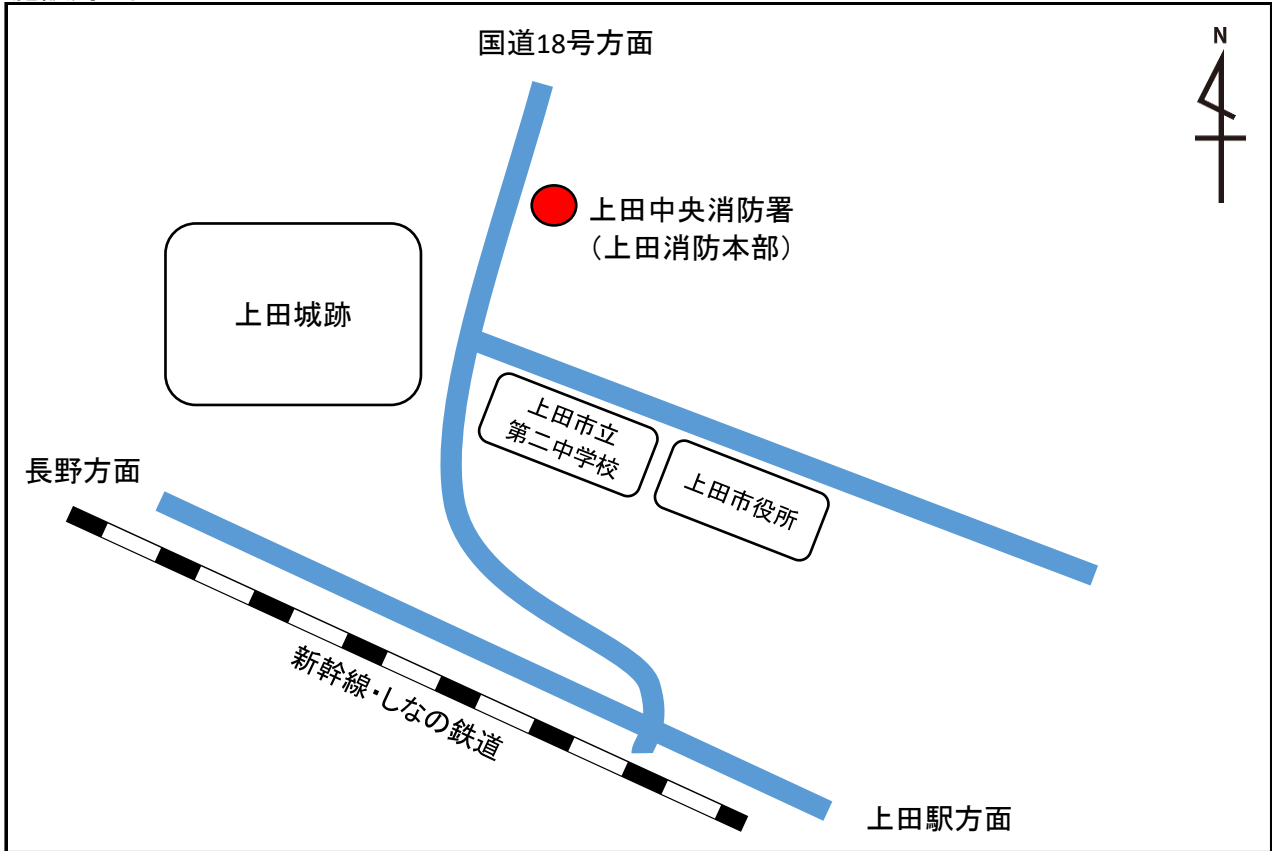 国道18号方面
N
上田中央消防署
（上田消防本部）
上田城跡
上田市立
第二中学校
上田市役所
長野方面
新幹線・しなの鉄道
上田駅方面